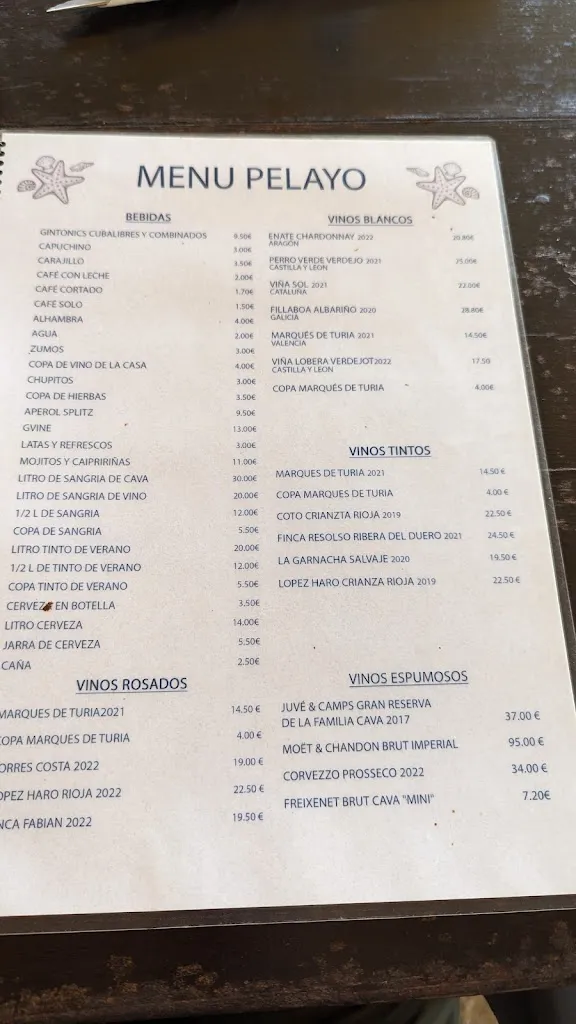 MENU PELAYO
BEBIDAS
GINTONICS CUBALIBRES Y COMBINADOS 9.50€
CAPUCHINO 3.00€
CARAJILLO 3.50€
CAFÉ CON LECHE 2.00€
CAFÉ CORTADO 1.70€
CAFÉ SOLO 1.50€
ALHAMBRA 4.00€
AGUA 2.00€
ZUMOS 3.00€
COPA DE VINO DE LA CASA 4.00€
CHUPITOS 3.00€
COPA DE HIERBAS 3.50€
APEROL SPLITZ 9.50€
GVINE 13.00€
LATAS Y REFRESCOS 3.00€
MOJITOS Y CAIPRIRIÑAS 11.00€
LITRO DE SANGRIA DE CAVA 30.00€
LITRO DE SANGRIA DE VINO 20.00€
1/2 L DE SANGRIA 12.00€
COPA DE SANGRIA 5.50€
LITRO TINTO DE VERANO 20.00€
1/2 L DE TINTO DE VERANO 12.00€
COPA TINTO DE VERANO 5.50€
CERVEZA EN BOTELLA 3,50€
LITRO CERVEZA 14.00€
JARRA DE CERVEZA 5.50€
CAÑA 2.50€
VINOS ROSADOS
MARQUES DE TURIA2021 14.50 €
COPA MARQUES DE TURIA 4.00 €
ORRES COSTA 2022 19.00 €
OPEZ HARO RIOJA 2022 22.50 €
NCA FABIAN 2022 19.50 €
VINOS BLANCOS
ENATE CHARDONNAY 2022 20.80€
ARAGÓN
PERRO VERDE VERDEJO 2021 25.00€
CASTILLA Y LEON
VIÑA SOL 2021 22.00€
CATALUÑA
FILLABOA ALBARIÑO 2020 28.80€
GALICIA
MARQUÉS DE TURIA 2021 14.50€
VALENCIA
VIÑA LOBERA VERDEJOT2022 17.50
CASTILLA Y LEON
COPA MARQUÉS DE TURIA 4.00€
VINOS TINTOS
MARQUES DE TURIA 2021 14.50 €
COPA MARQUES DE TURIA 4.00 €
COTO CRIANZTA RIOJA 2019 22.50 €
FINCA RESOLSO RIBERA DEL DUERO 2021 24.50 €
LA GARNACHA SALVAJE 2020 19.50 €
LOPEZ HARO CRIANZA RIOJA 2019 22.50 €
VINOS ESPUMOSOS
JUVÉ & CAMPS GRAN RESERVA
DE LA FAMILIA CAVA 2017 37.00 €
MOËT & CHANDON BRUT IMPERIAL 95.00 €
CORVEZZO PROSSECO 2022 34.00 €
FREIXENET BRUT CAVA "MINI" 7.20€